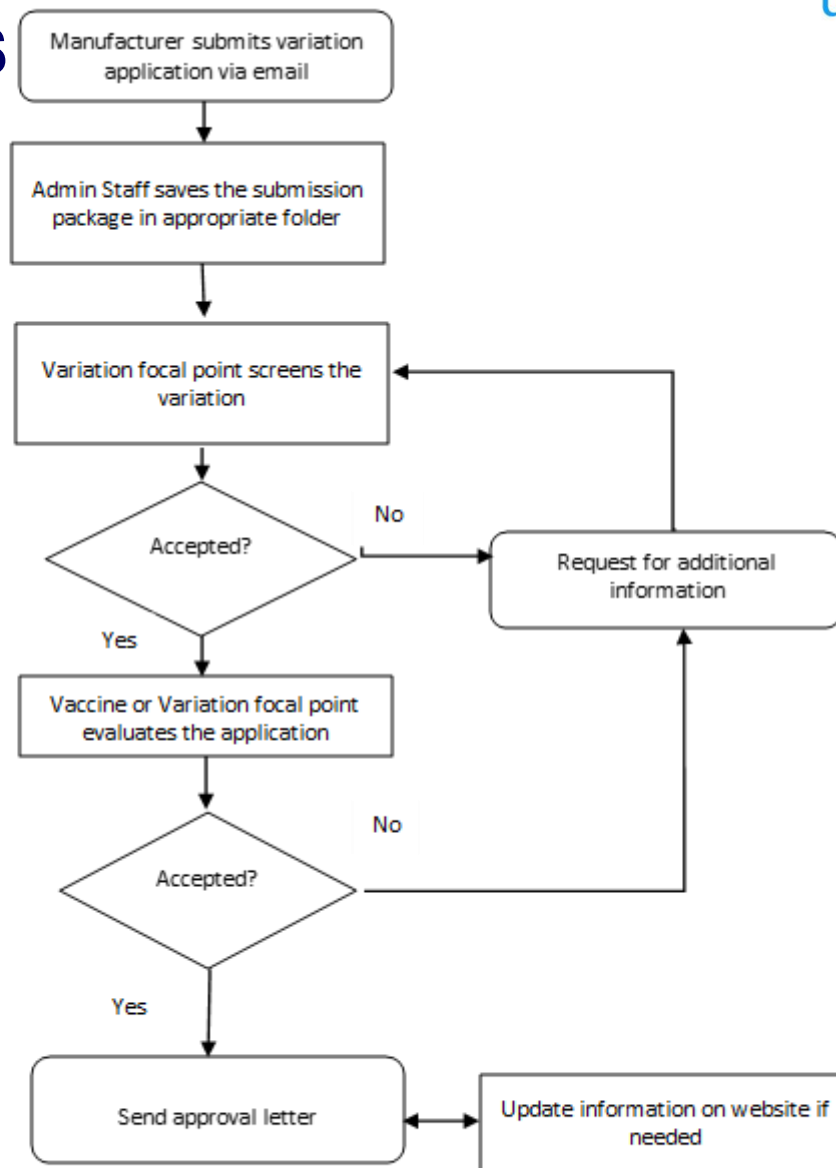 Manufacturer submits variation
application via email
Admin Staff saves the submission
package in appropriate folder
Variation focal point screens the
variation
Accepted?
No
Request for additional
information
Yes
Vaccine or Variation focal point
evaluates the application
No
Accepted?
Yes
Send approval letter
Update information on website if
needed